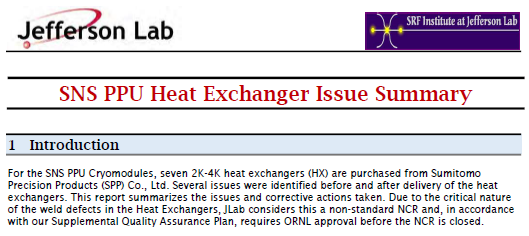 Jefferson Lab
SRF Institute at Jefferson Lab
SNS PPU Heat Exchanger Issue Summary
1 Introduction
For the SNS PPU Cryomodules, seven 2K-4K heat exchangers (HX) are purchased from Sumitomo
Precision Products (SPP) Co., Ltd. Several issues were identified before and after delivery of the heat
exchangers. This report summarizes the issues and corrective actions taken. Due to the critical nature
of the weld defects in the Heat Exchangers, JLab considers this a non-standard NCR and, in accordance
with our Supplemental Quality Assurance Plan, requires ORNL approval before the NCR is closed.